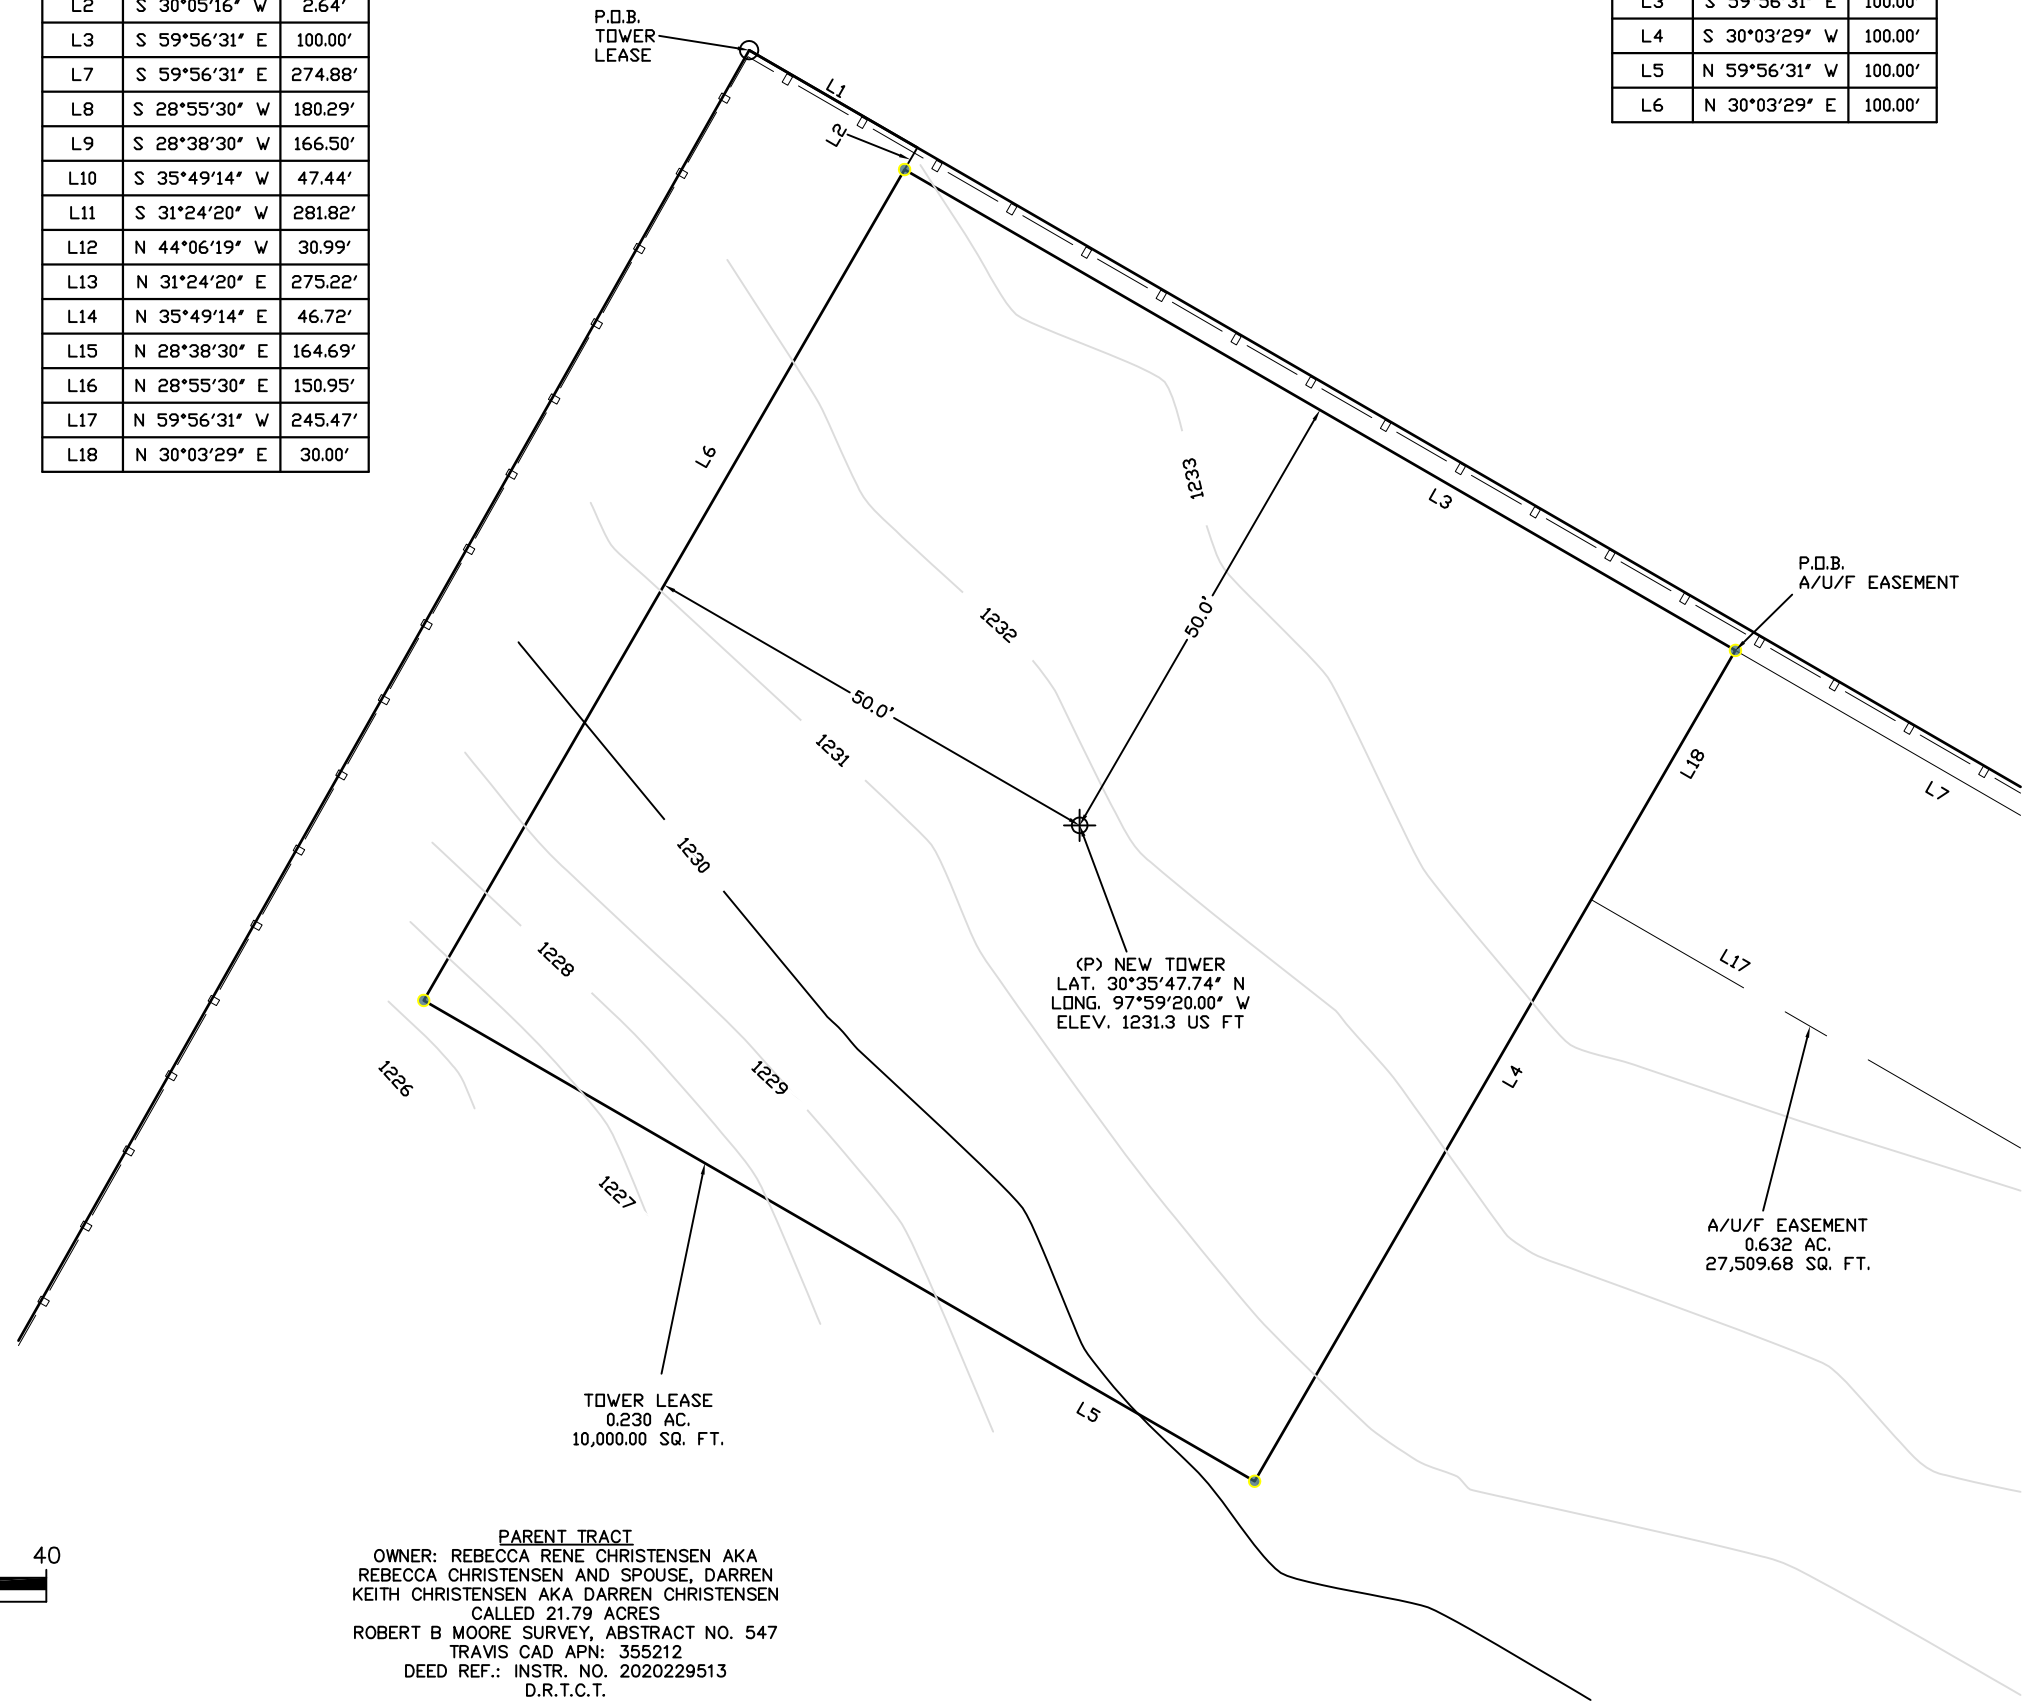 L2 S 30°05'16" W 2.64'
L3 S 59°56'31" E 100.00'
L7 S 59°56'31" E 274.88'
L8 S 28°55'30" W 180.29'
L9 S 28°38'30" W 166.50'
L10 S 35°49'14" W 47.44'
L11 S 31°24'20" W 281.82'
L12 N 44°06'19" W 30.99'
L13 N 31°24'20" E 275.22'
L14 N 35°49'14" E 46.72'
L15 N 28°38'30" E 164.69'
L16 N 28°55'30" E 150.95'
L17 N 59°56'31" W 245.47'
L18 N 30°03'29" E 30.00'
L3 S 59°56'31" E 100.00'
L4 S 30°03'29" W 100.00'
L5 N 59°56'31" W 100.00'
L6 N 30°03'29" E 100.00'
P.O.B.
TOWER
LEASE
L1
L2
L6
1233
L3
P.O.B.
A/U/F EASEMENT
50.0'
1232
50.0'
1231
L18
L7
1230
1228
L17
(P) NEW TOWER
LAT. 30°35'47.74" N
LONG. 97°59'20.00" W
ELEV. 1231.3 US FT
1226
1229
L4
1227
A/U/F EASEMENT
0.632 AC.
27,509.68 SQ. FT.
TOWER LEASE
0.230 AC.
10,000.00 SQ. FT.
L5
40
PARENT TRACT
OWNER: REBECCA RENE CHRISTENSEN AKA
REBECCA CHRISTENSEN AND SPOUSE, DARREN
KEITH CHRISTENSEN AKA DARREN CHRISTENSEN
CALLED 21.79 ACRES
ROBERT B MOORE SURVEY, ABSTRACT NO. 547
TRAVIS CAD APN: 355212
DEED REF.: INSTR. NO. 2020229513
D.R.T.C.T.